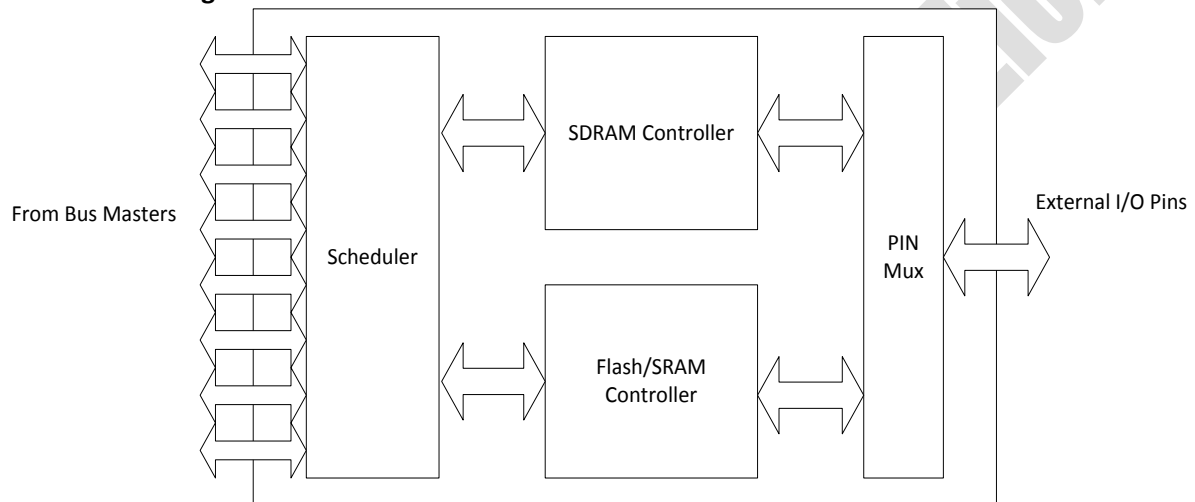 SDRAM Controller
From Bus Masters
External I/O Pins
Scheduler
PIN
Mux
Flash/SRAM
Controller